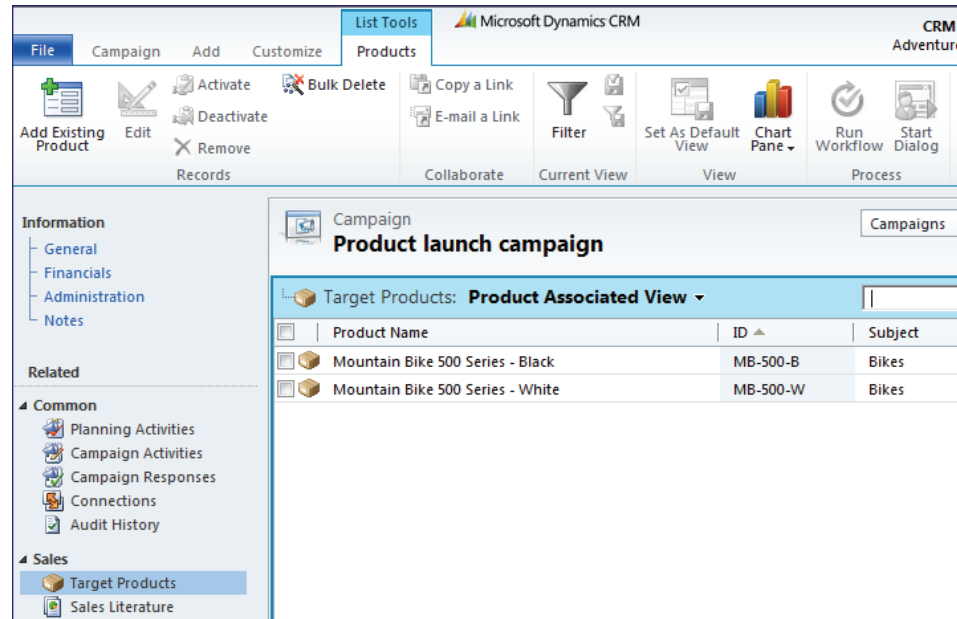 List Tools
Microsoft Dynamics CRM
CRM
File Campaign Add Customize Products
Adventur
Add Existing Product
Edit
Activate
Deactivate
Remove
Bulk Delete
Records
Copy a Link
E-mail a Link
Collaborate
Filter
Current View
Set As Default View
Chart Pane
View
Run Workflow
Start Dialog
Process
Information
General
Financials
Administration
Notes
Related
Common
Planning Activities
Campaign Activities
Campaign Responses
Connections
Audit History
Sales
Target Products
Sales Literature
Campaign
Product launch campaign
Campaigns
Target Products: Product Associated View
Product Name ID Subject
Mountain Bike 500 Series - Black MB-500-B Bikes
Mountain Bike 500 Series - White MB-500-W Bikes